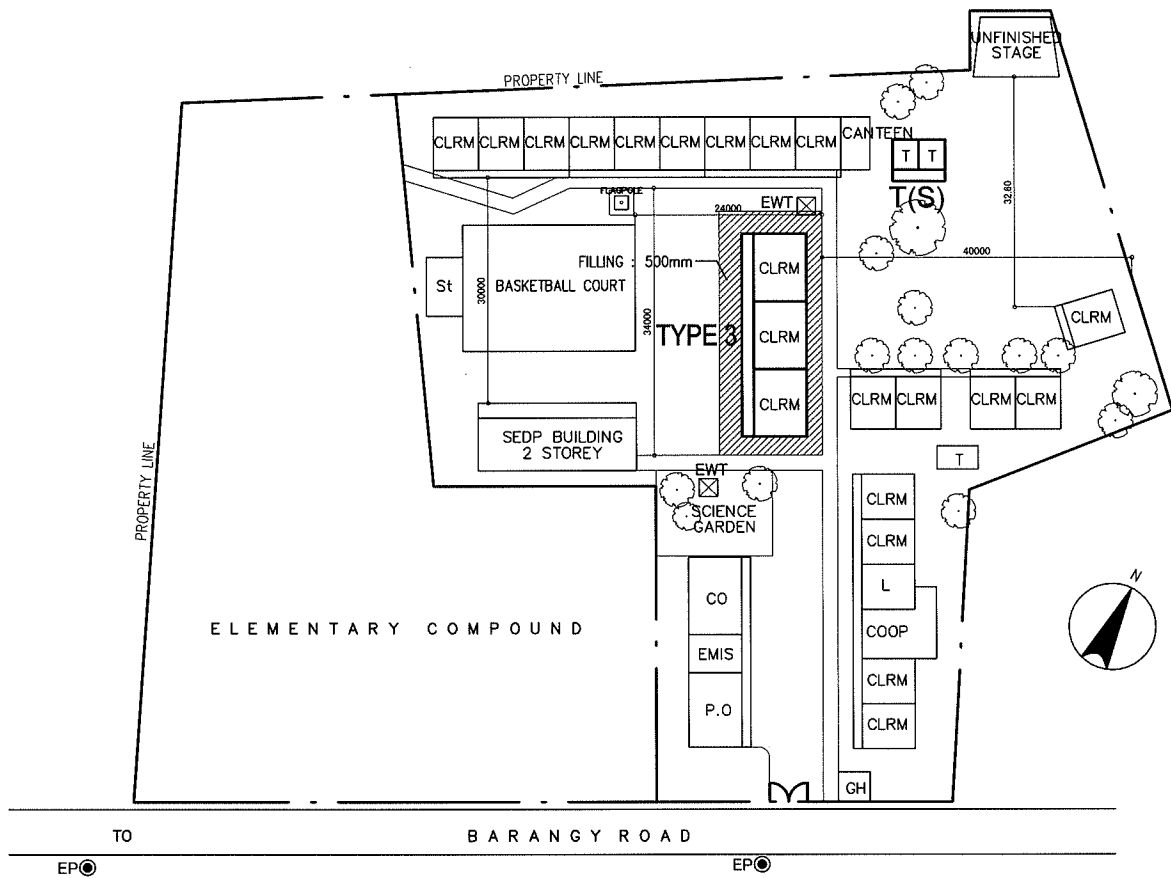 UNFINISHED
STAGE
PROPERTY LINE
CLRM CLRM CLRM CLRM CLRM CLRM CLRM CLRM CLRM CANTEEN
T T
T(S)
32.60
FLAGPOLE
24000
EWT
40000
FILLING : 500mm
CLRM
St
BASKETBALL COURT
30000
34000
TYPE 3
CLRM
CLRM
CLRM
CLRM CLRM CLRM CLRM
SEDP BUILDING
2 STOREY
PROPERTY LINE
EWT
T
SCIENCE
GARDEN
CLRM
CLRM
L
COOP
CLRM
CLRM
CO
EMIS
P.O
N
ELEMENTARY COMPOUND
GH
TO
BARANGY ROAD
EP
EP